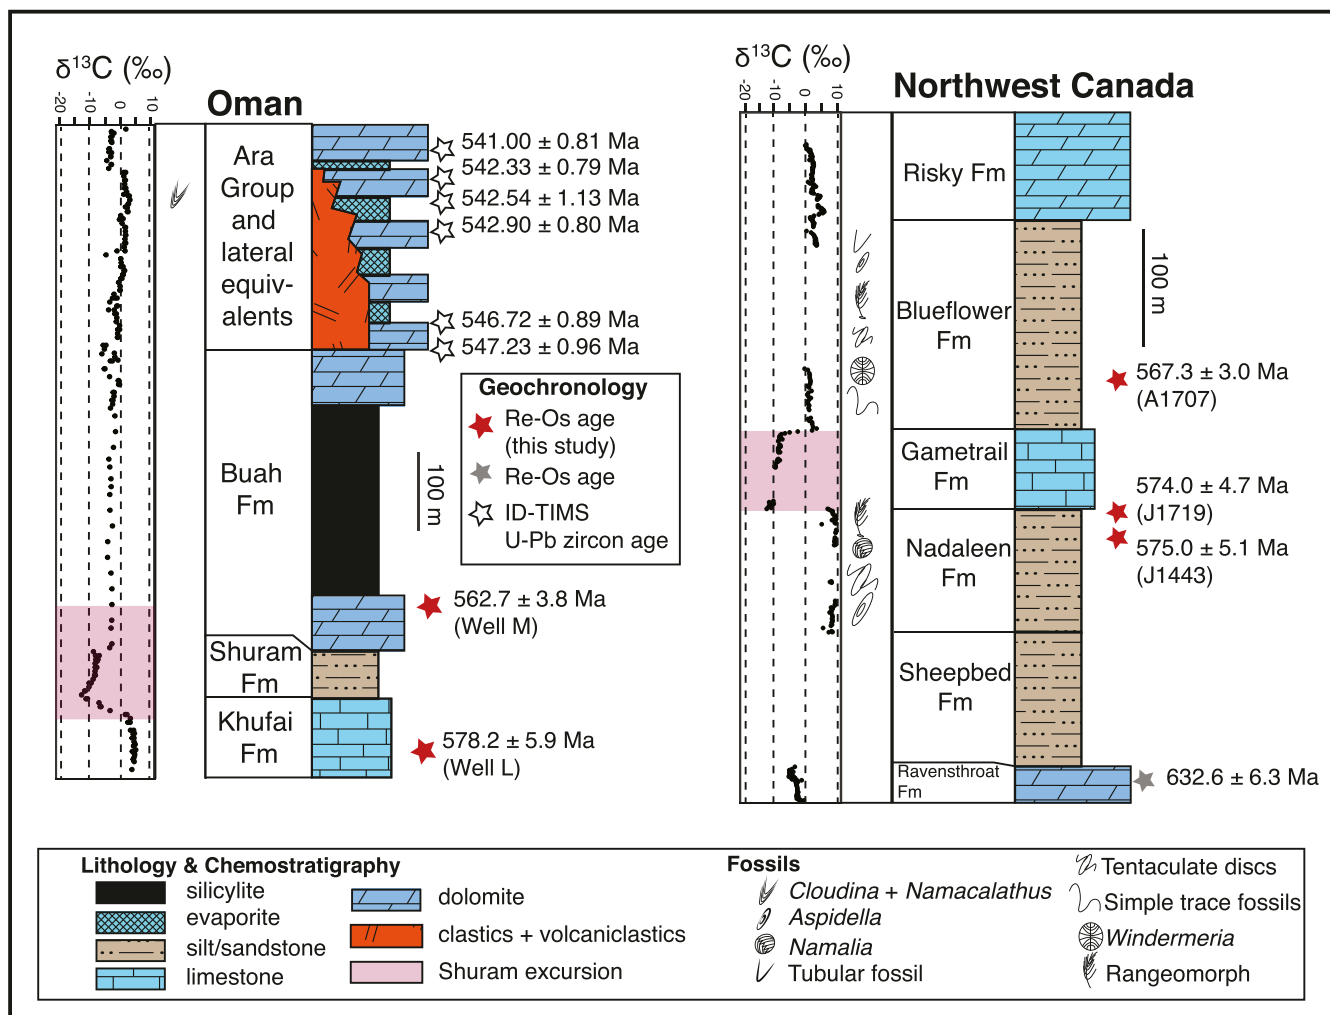 δ13C (‰)
-20
-10
0
10
Oman
Ara
Group
and
lateral
equiv-
alents
541.00 ± 0.81 Ma
542.33 ± 0.79 Ma
542.54 ± 1.13 Ma
542.90 ± 0.80 Ma
546.72 ± 0.89 Ma
547.23 ± 0.96 Ma
Buah
Fm
100 m
Geochronology
Re-Os age
(this study)
Re-Os age
ID-TIMS
U-Pb zircon age
562.7 ± 3.8 Ma
(Well M)
Shuram
Fm
Khufai
Fm
578.2 ± 5.9 Ma
(Well L)
δ13C (‰)
-20
-10
0
10
Northwest Canada
Risky Fm
Blueflower
Fm
100 m
567.3 ± 3.0 Ma
(A1707)
Gametrail
Fm
574.0 ± 4.7 Ma
(J1719)
Nadaleen
Fm
575.0 ± 5.1 Ma
(J1443)
Sheepbed
Fm
Ravensthroat
Fm
632.6 ± 6.3 Ma
Lithology & Chemostratigraphy
silicylite
evaporite
silt/sandstone
limestone
dolomite
clastics + volcaniclastics
Shuram excursion
Fossils
Cloudina + Namacalathus
Aspidella
Namalia
Tubular fossil
Tentaculate discs
Simple trace fossils
Windermeria
Rangeomorph